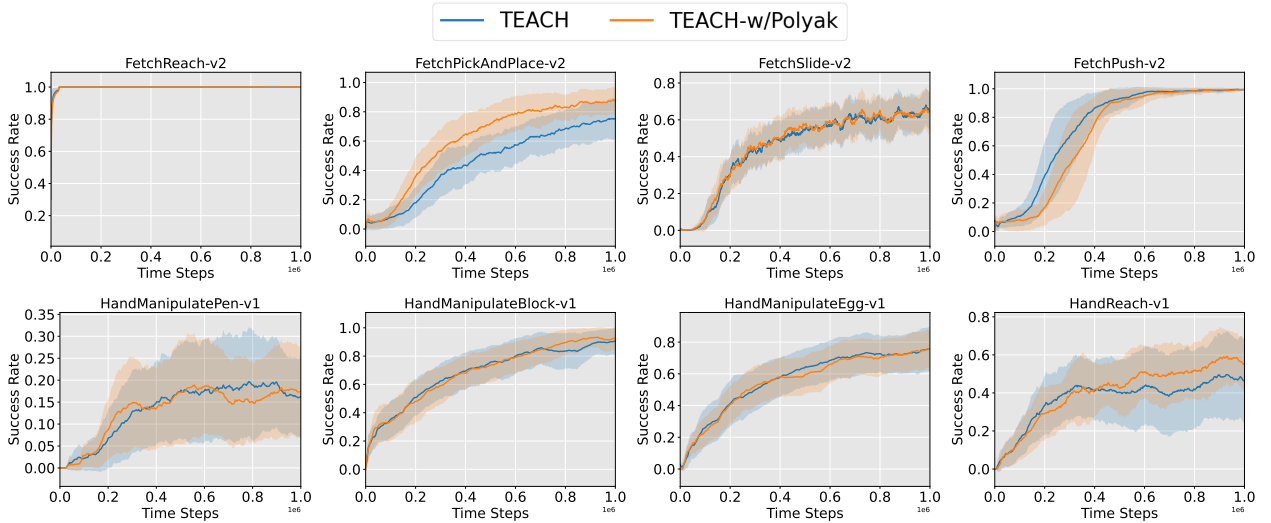 TEACH TEACH-w/Polyak
FetchReach-v2 FetchPickAndPlace-v2 FetchSlide-v2 FetchPush-v2
Success Rate
1.0
0.8
0.6
0.4
0.2
0.0 0.2 0.4 0.6 0.8 1.0
Time Steps
1e6
Success Rate
1.0
0.8
0.6
0.4
0.2
0.0
0.0 0.2 0.4 0.6 0.8 1.0
Time Steps
1e6
Success Rate
0.8
0.6
0.4
0.2
0.0
0.0 0.2 0.4 0.6 0.8 1.0
Time Steps
1e6
Success Rate
1.0
0.8
0.6
0.4
0.2
0.0
0.0 0.2 0.4 0.6 0.8 1.0
Time Steps
1e6
HandManipulatePen-v1 HandManipulateBlock-v1 HandManipulateEgg-v1 HandReach-v1
Success Rate
0.35
0.30
0.25
0.20
0.15
0.10
0.05
0.00
0.0 0.2 0.4 0.6 0.8 1.0
Time Steps
1e6
Success Rate
1.0
0.8
0.6
0.4
0.2
0.0
0.0 0.2 0.4 0.6 0.8 1.0
Time Steps
1e6
Success Rate
0.8
0.6
0.4
0.2
0.0
0.0 0.2 0.4 0.6 0.8 1.0
Time Steps
1e6
Success Rate
0.8
0.6
0.4
0.2
0.0
0.0 0.2 0.4 0.6 0.8 1.0
Time Steps
1e6